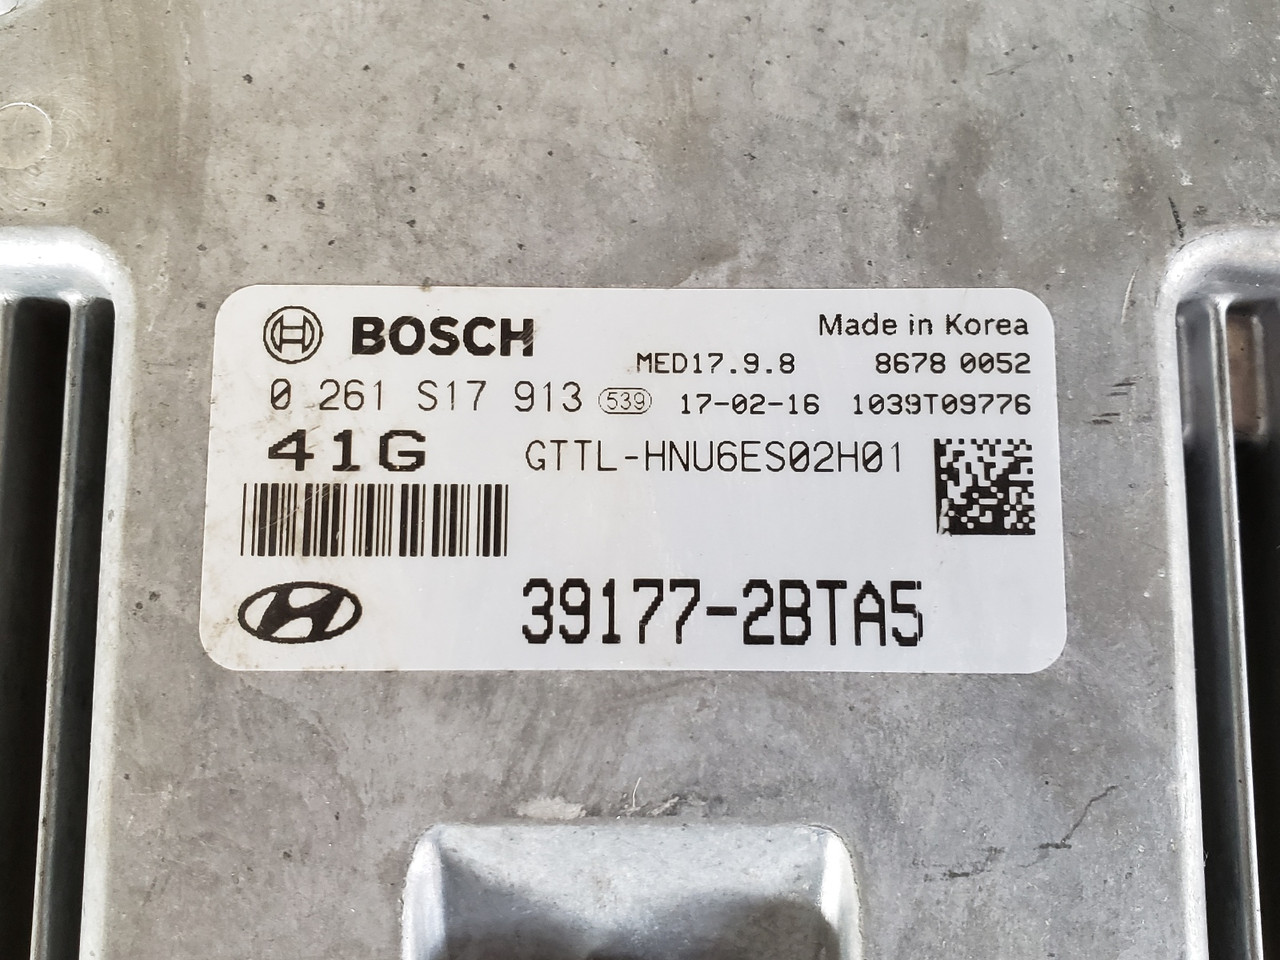 BOSCH
Made in Korea
MED17.9.8 8678 0052
0 261 S17 913 539 17-02-16 1039T09776
41G GTTL-HNU6ES02H01
39177-2BTA5